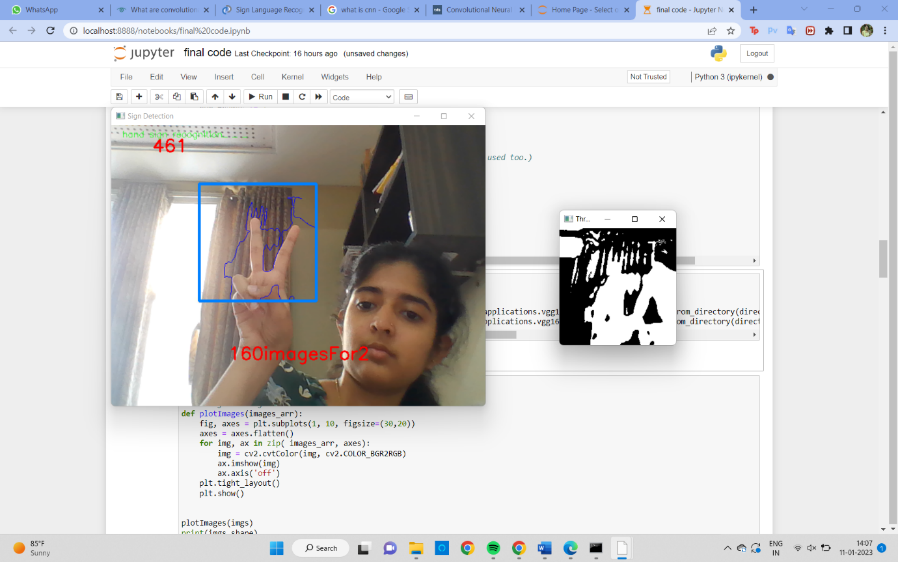 WhatsApp
What are convolution
Sign Language Recog
what is cnn - Google
Convolutional Neural
Home Page - Select o
final code - Jupyter N
localhost:8888/notebooks/final%20code.ipynb
jupyter final code Last Checkpoint: 16 hours ago (unsaved changes)
Logout
File Edit View Insert Cell Kernel Widgets Help
Not Trusted
Python 3 (ipykernel)
Run
Code
Sign Detection
461
used too.)
Thr...
applications.vgg16
rom_directory(direc
pplications.vgg16
rom_directory(direct
160imagesFor2
def plotImages(images_arr):
fig, axes = plt.subplots(1, 10, figsize=(30,20))
axes = axes.flatten()
for img, ax in zip( images_arr, axes):
img = cv2.cvtColor(img, cv2.COLOR_BGR2RGB)
ax.imshow(img)
ax.axis('off')
plt.tight_layout()
plt.show()
plotImages(imgs)
print(imgs.shape)
85°F
Sunny
Search
ENG
IN
14:07
11-01-2023